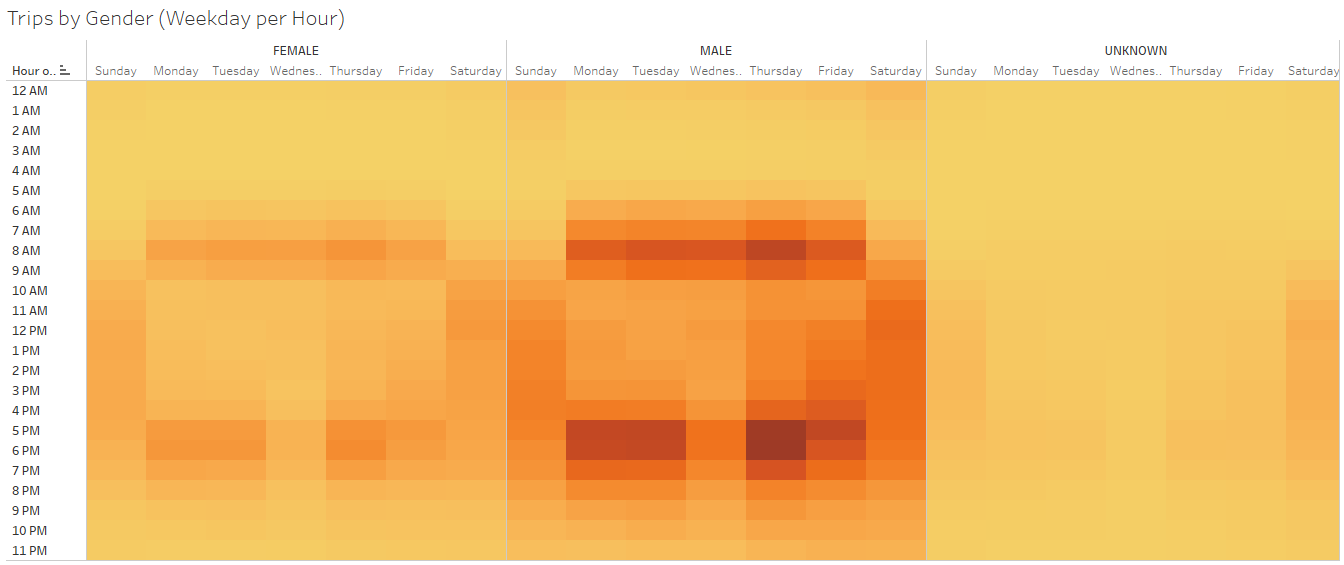 Trips by Gender (Weekday per Hour)
FEMALE MALE UNKNOWN
Hour o.. Sunday Monday Tuesday Wednes.. Thursday Friday Saturday Sunday Monday Tuesday Wednes.. Thursday Friday Saturday Sunday Monday Tuesday Wednes.. Thursday Friday Saturday
12 AM
1 AM
2 AM
3 AM
4 AM
5 AM
6 AM
7 AM
8 AM
9 AM
10 AM
11 AM
12 PM
1 PM
2 PM
3 PM
4 PM
5 PM
6 PM
7 PM
8 PM
9 PM
10 PM
11 PM